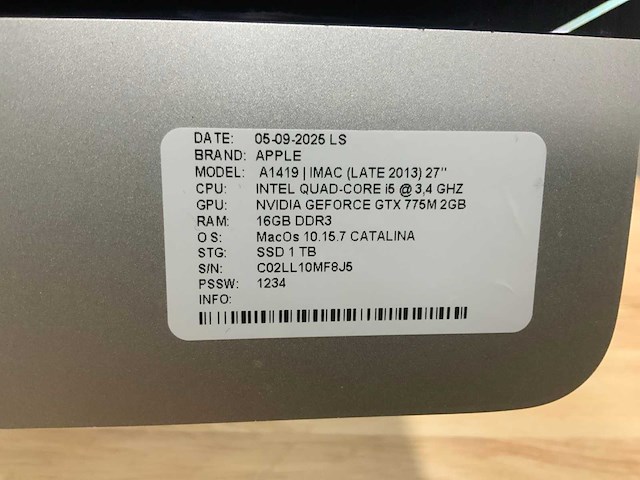 DATE: 05-09-2025 LS
BRAND: APPLE
MODEL: A1419 | IMAC (LATE 2013) 27"
CPU: INTEL QUAD-CORE i5 @ 3,4 GHZ
GPU: NVIDIA GEFORCE GTX 775M 2GB
RAM: 16GB DDR3
OS: MacOs 10.15.7 CATALINA
STG: SSD 1 TB
S/N: C02LL10MF8J5
PSSW: 1234
INFO: